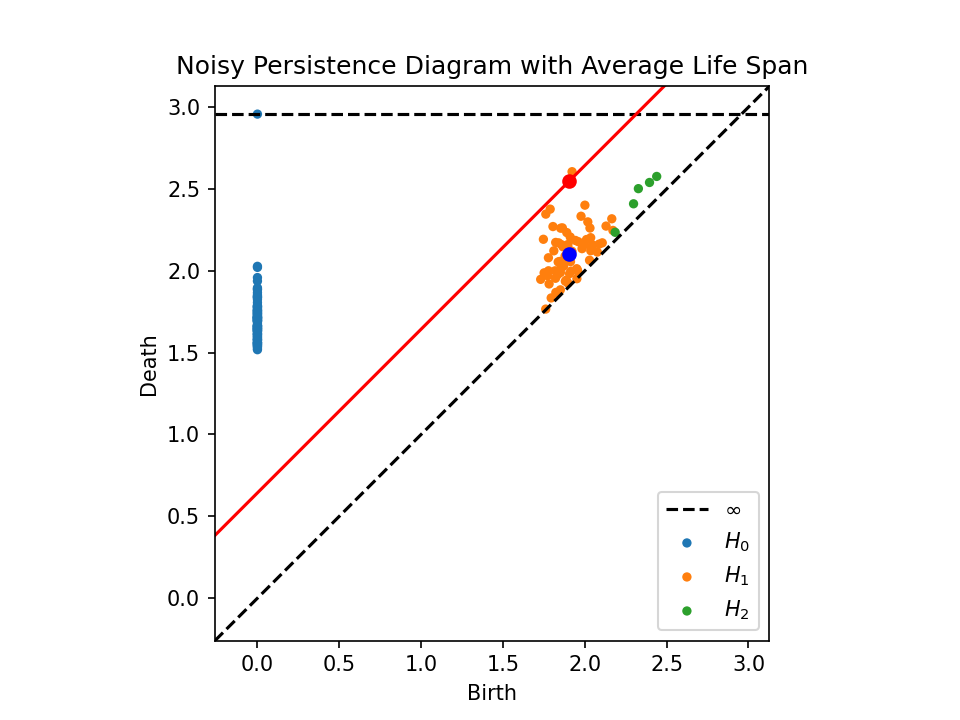 Noisy Persistence Diagram with Average Life Span
3.0
2.5
2.0
1.5
1.0
0.5
0.0
Death
0.0 0.5 1.0 1.5 2.0 2.5 3.0
Birth
∞
H₀
H₁
H₂